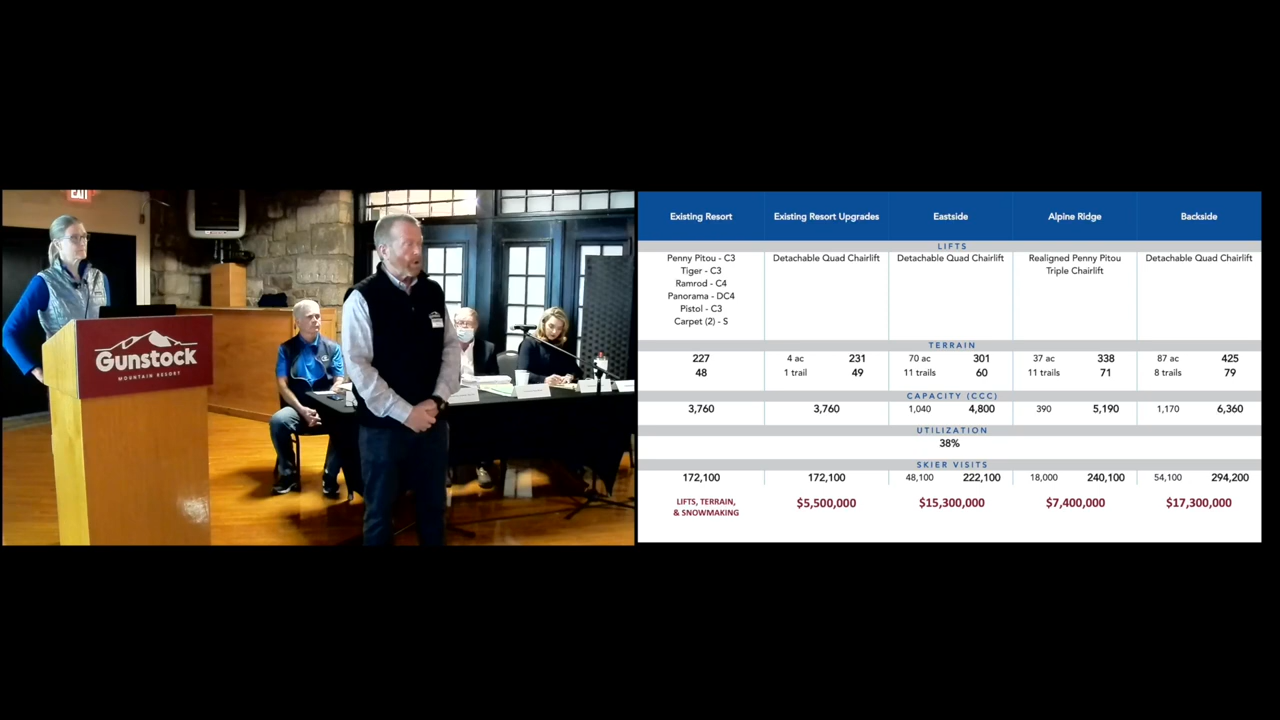 EXIT
Gunstock
MOUNTAIN RESORT
Existing Resort Existing Resort Upgrades Eastside Alpine Ridge Backside
LIFTS
Penny Pitou - C3 Detachable Quad Chairlift Detachable Quad Chairlift Realigned Penny Pitou Detachable Quad Chairlift
Tiger - C3 Triple Chairlift
Ramrod - C4
Panorama - DC4
Pistol - C3
Carpet (2) - S
TERRAIN
227 4 ac 231 70 ac 301 37 ac 338 87 ac 425
48 1 trail 49 11 trails 60 11 trails 71 8 trails 79
CAPACITY (CCC)
3,760 3,760 1,040 4,800 390 5,190 1,170 6,360
UTILIZATION
38%
SKIER VISITS
172,100 172,100 48,100 222,100 18,000 240,100 54,100 294,200
LIFTS, TERRAIN, $5,500,000 $15,300,000 $7,400,000 $17,300,000
& SNOWMAKING